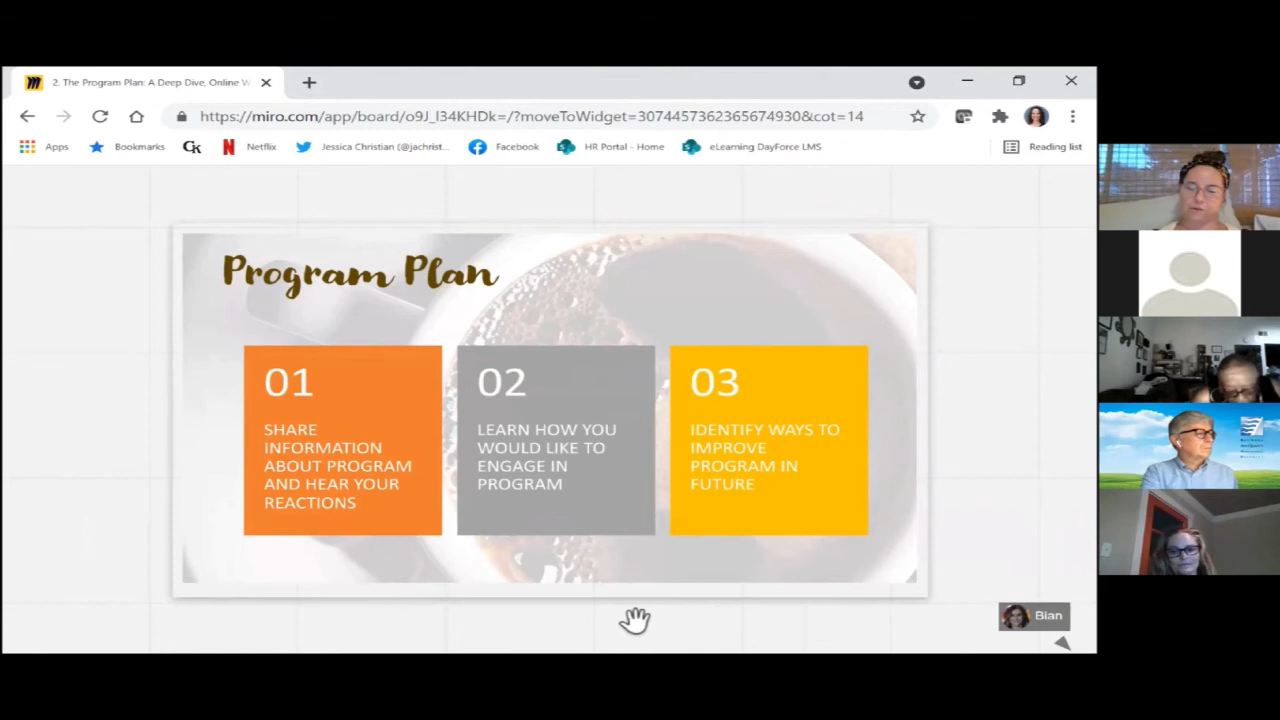 2. The Program Plan: A Deep Dive, Online W
https://miro.com/app/board/o9J_l34KHDk=/?moveToWidget=3074457362365674930&cot=14
Apps Bookmarks Netflix Jessica Christian (@jachrist... Facebook HR Portal - Home eLearning DayForce LMS Reading list
Program Plan
01
SHARE
INFORMATION
ABOUT PROGRAM
AND HEAR YOUR
REACTIONS
02
LEARN HOW YOU
WOULD LIKE TO
ENGAGE IN
PROGRAM
03
IDENTIFY WAYS TO
IMPROVE
PROGRAM IN
FUTURE
Bian